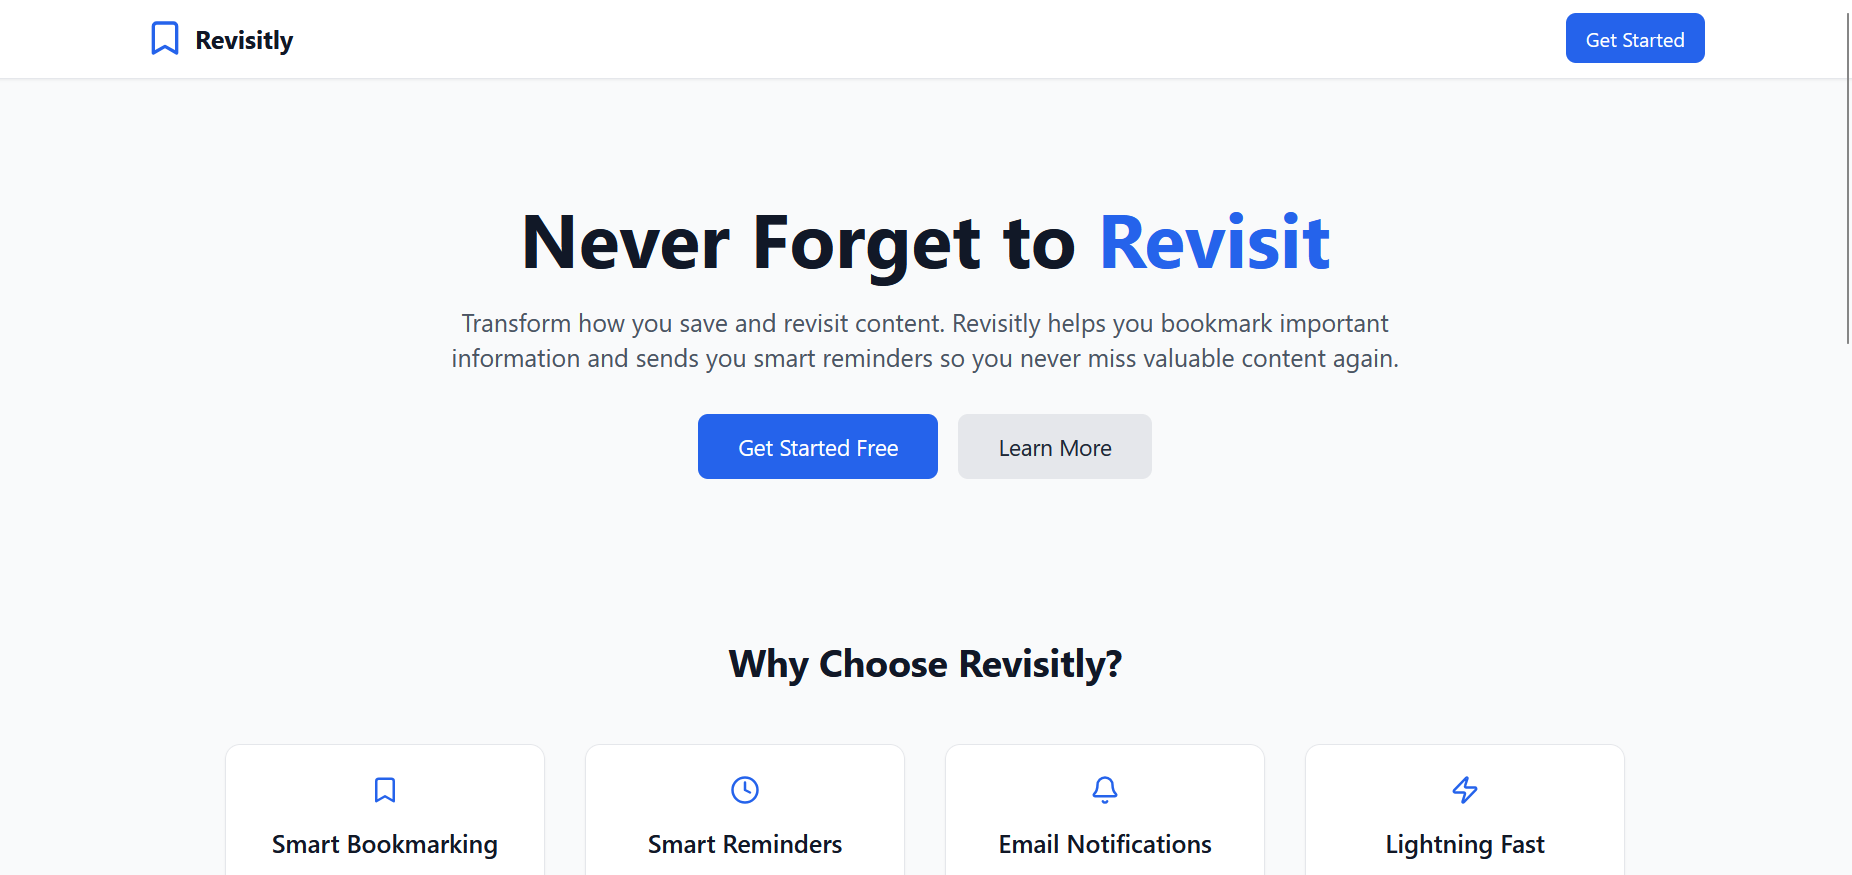 Revisitly
Get Started
Never Forget to Revisit
Transform how you save and revisit content. Revisitly helps you bookmark important
information and sends you smart reminders so you never miss valuable content again.
Get Started Free
Learn More
Why Choose Revisitly?
Smart Bookmarking
Smart Reminders
Email Notifications
Lightning Fast